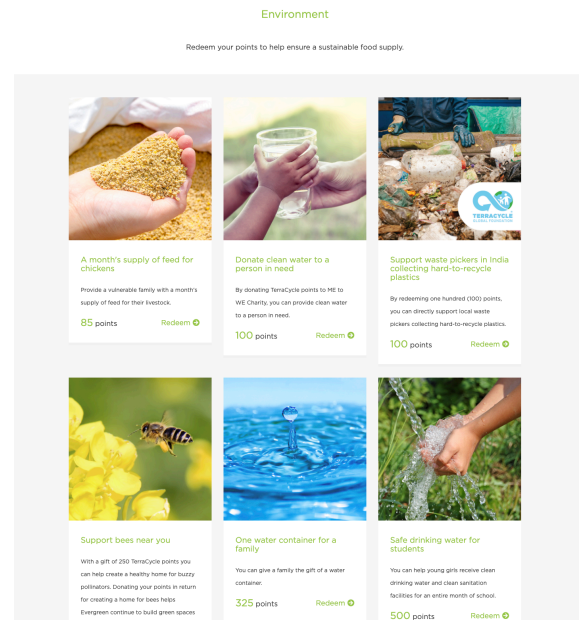 Environment
Redeem your points to help ensure a sustainable food supply.
TERRACYCLE
GLOBAL FOUNDATION
A month's supply of feed for
chickens
Provide a vulnerable family with a month's
supply of feed for their livestock.
85 points Redeem
Donate clean water to a
person in need
By donating TerraCycle points to ME to
WE Charity, you can provide clean water
to a person in need.
100 points Redeem
Support waste pickers in India
collecting hard-to-recycle
plastics
By redeeming one hundred (100) points,
you can directly support local waste
pickers collecting hard-to-recycle plastics.
100 points Redeem
Support bees near you
With a gift of 250 TerraCycle points you
can help create a healthy home for buzzy
pollinators. Donating your points in return
for creating a home for bees helps
Evergreen continue to build green spaces
One water container for a
family
You can give a family the gift of a water
container.
325 points Redeem
Safe drinking water for
students
You can help young girls receive clean
drinking water and clean sanitation
facilities for an entire month of school.
500 points Redeem